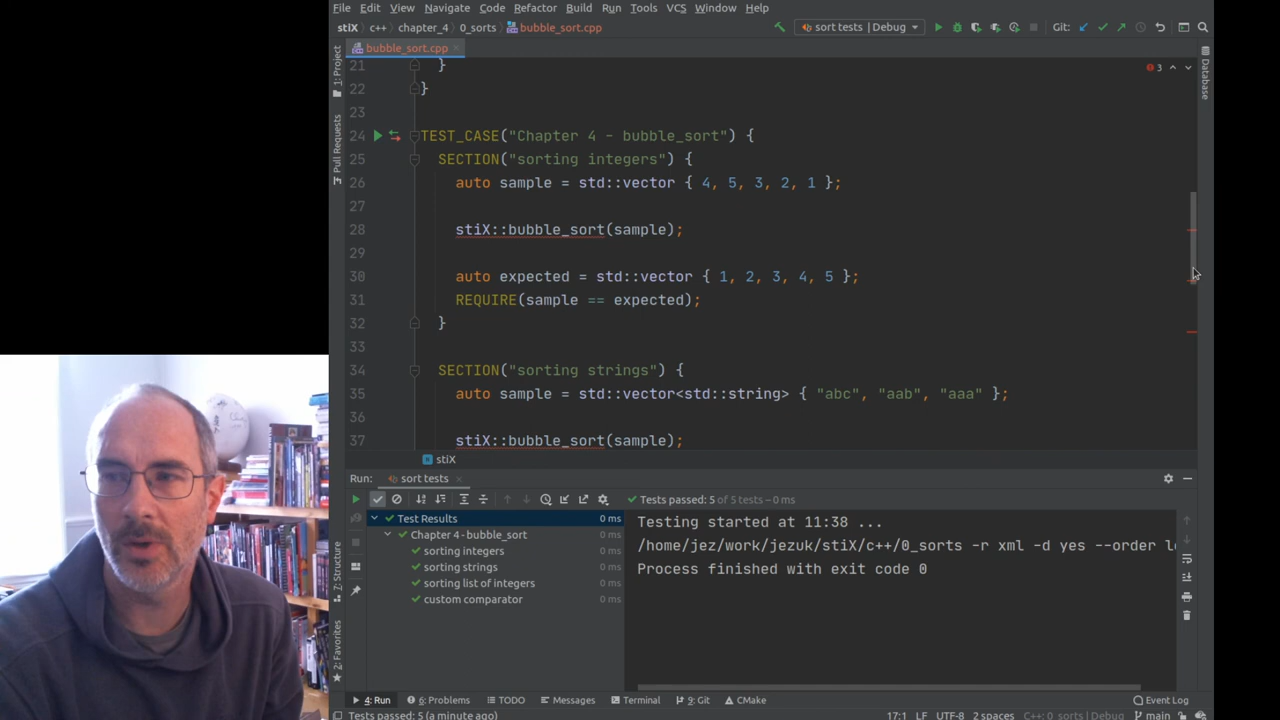 File Edit View Navigate Code Refactor Build Run Tools VCS Window Help
stiX c++ chapter_4 0_sorts bubble_sort.cpp sort tests | Debug Git:
bubble_sort.cpp
21 }
22 }
23
24 TEST_CASE("Chapter 4 - bubble_sort") {
25 SECTION("sorting integers") {
26 auto sample = std::vector { 4, 5, 3, 2, 1 };
27
28 stiX::bubble_sort(sample);
29
30 auto expected = std::vector { 1, 2, 3, 4, 5 };
31 REQUIRE(sample == expected);
32 }
33
34 SECTION("sorting strings") {
35 auto sample = std::vector<std::string> { "abc", "aab", "aaa" };
36
37 stiX::bubble_sort(sample);
3
1: Project
Pull Requests
7: Structure
2: Favorites
Database
stiX
Run: sort tests
Tests passed: 5 of 5 tests – 0 ms
Test Results 0 ms
Chapter 4 - bubble_sort 0 ms
sorting integers 0 ms
sorting strings 0 ms
sorting list of integers 0 ms
custom comparator 0 ms
Testing started at 11:38 ...
/home/jez/work/jezuk/stiX/c++/0_sorts -r xml -d yes --order
Process finished with exit code 0
4: Run 6: Problems TODO Messages Terminal 9: Git CMake Event Log
Tests passed: 5 (a minute ago) 17:1 LF UTF-8 2 spaces C++: 0_sorts | Debug main